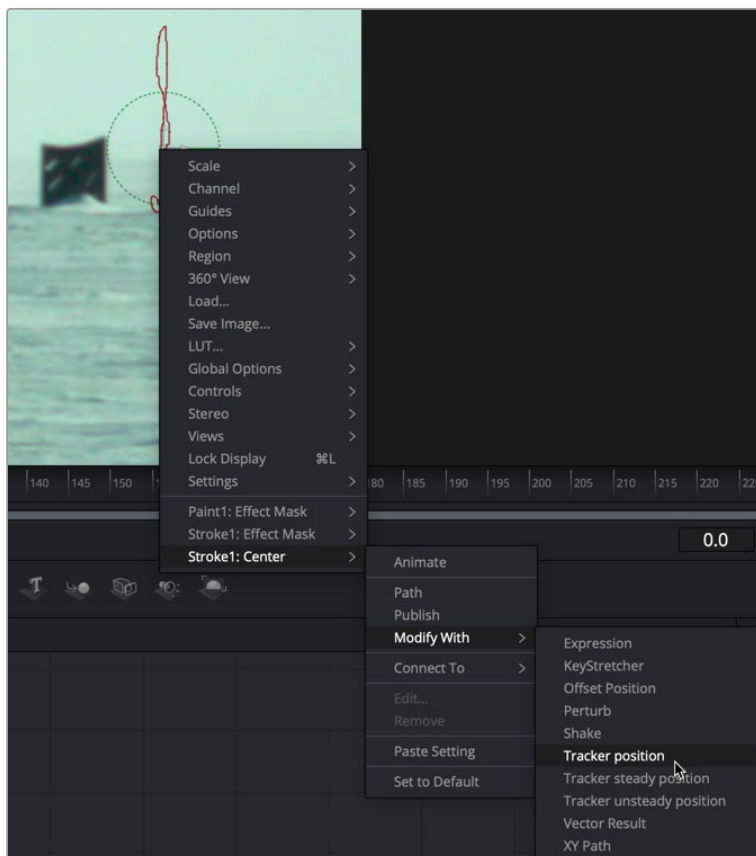 Scale
Channel
Guides
Options
Region
360° View
Load...
Save Image...
LUT...
Global Options
Controls
Stereo
Views
Lock Display ⌘L
Settings
140 145 150 180 185 190 195 200 205 210 215 220
Paint1: Effect Mask
Stroke1: Effect Mask
0.0
Stroke1: Center
Animate
T
Path
Publish
Modify With
Expression
KeyStretcher
Connect To
Offset Position
Edit...
Perturb
Remove
Shake
Paste Setting
Tracker position
Set to Default
Tracker steady position
Tracker unsteady position
Vector Result
XY Path